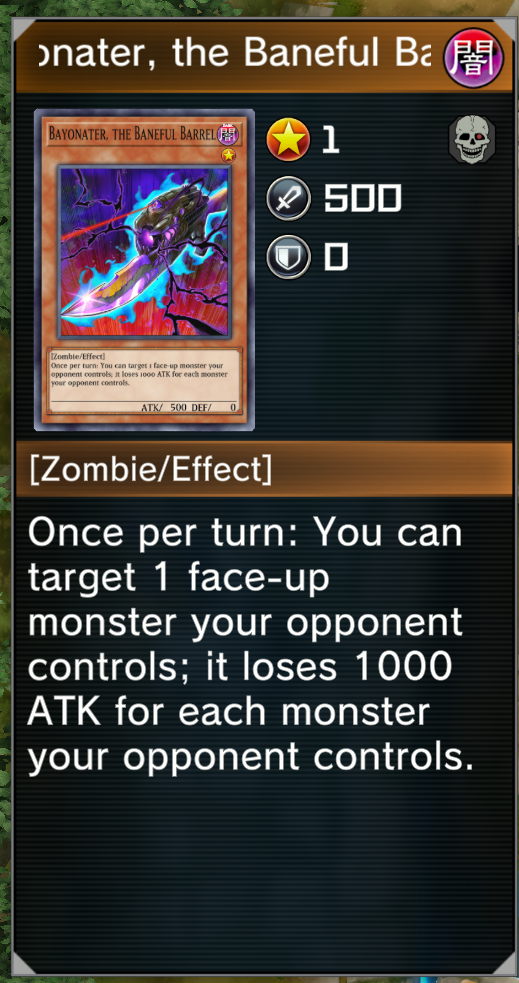 onater, the Baneful Ba
闇
BAYONATER, THE BANEFUL BARREL
DARK
闇
[Zombie/Effect]
Once per turn: You can target 1 face-up monster your
opponent controls; it loses 1000 ATK for each monster
your opponent controls.
ATK/ 500 DEF/ 0
1
500
0
[Zombie/Effect]
Once per turn: You can
target 1 face-up
monster your opponent
controls; it loses 1000
ATK for each monster
your opponent controls.